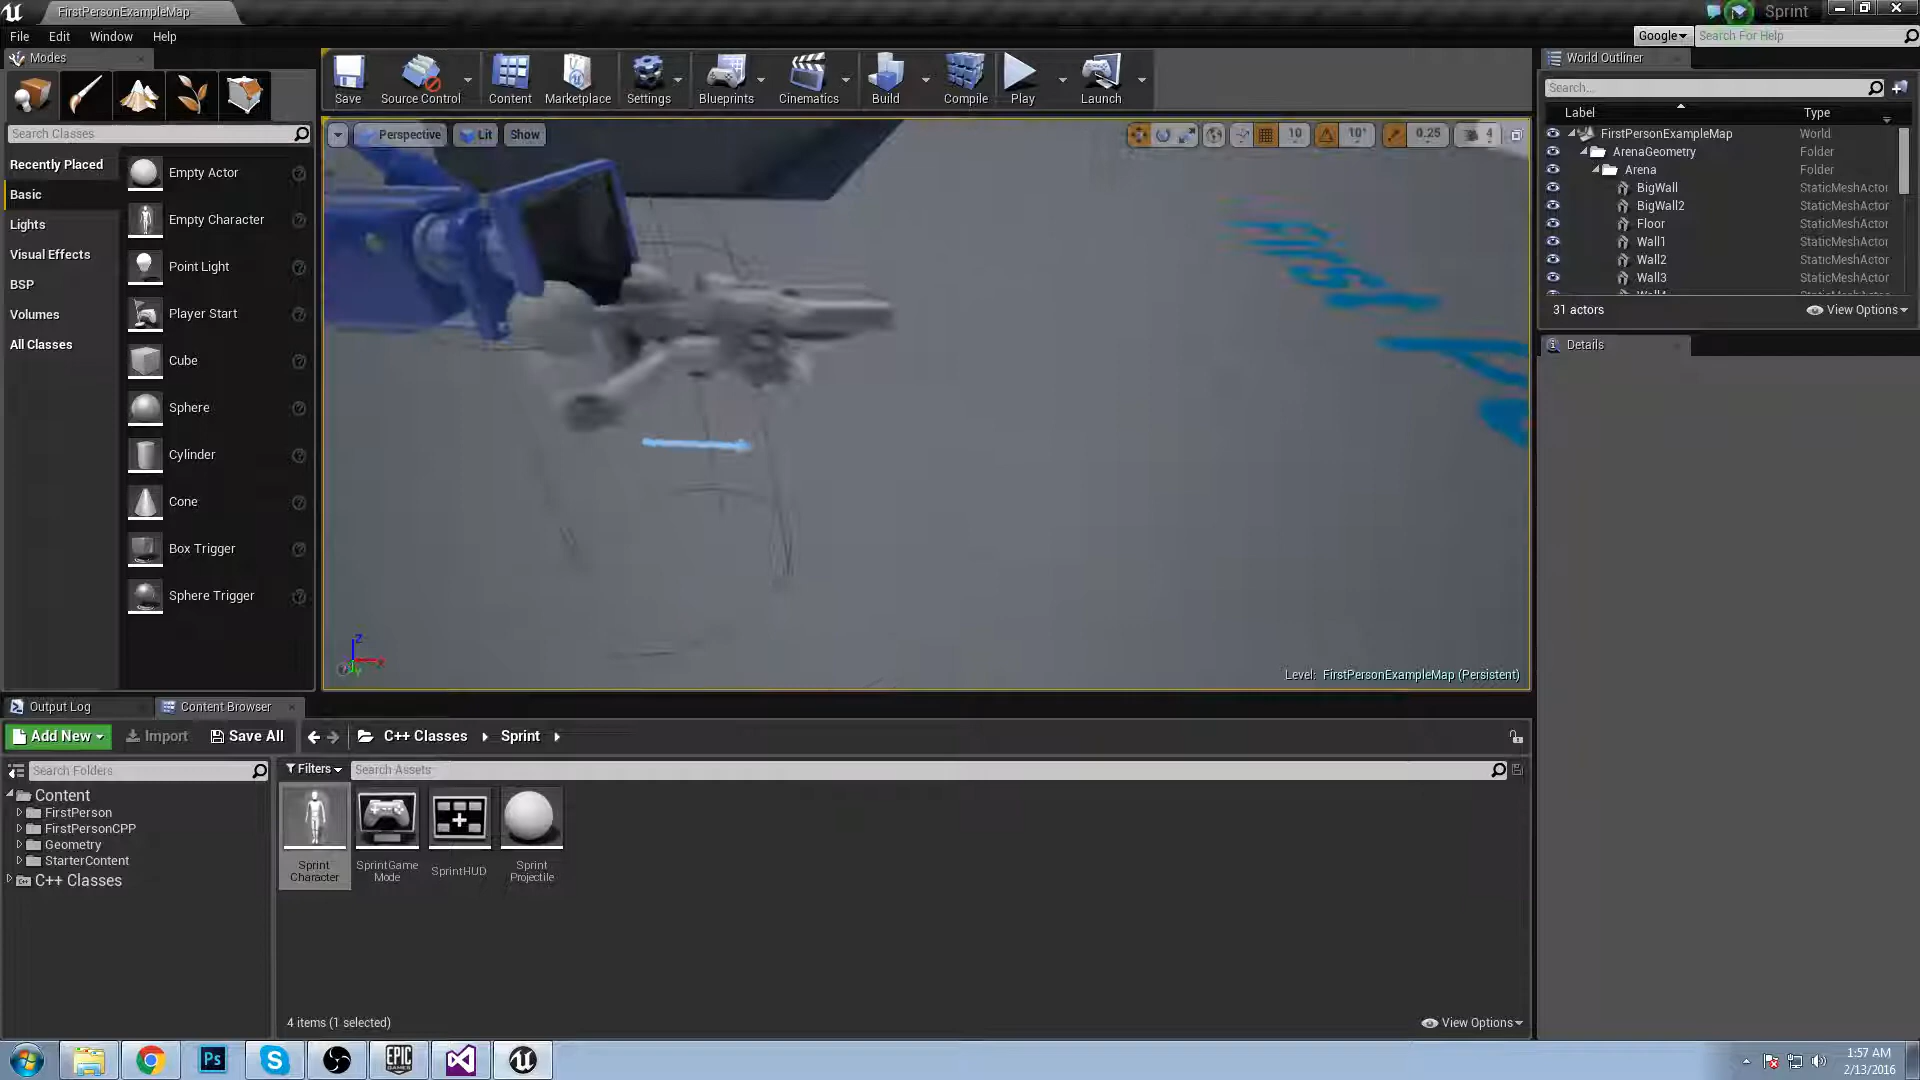 FirstPersonExampleMap
Sprint
File Edit Window Help
Google
Search For Help
Modes
Search Classes
Recently Placed
Basic
Lights
Visual Effects
BSP
Volumes
All Classes
Empty Actor
Empty Character
Point Light
Player Start
Cube
Sphere
Cylinder
Cone
Box Trigger
Sphere Trigger
Save Source Control Content Marketplace Settings Blueprints Cinematics Build Compile Play Launch
Perspective Lit Show
10 10° 0.25 4
Z
Level: FirstPersonExampleMap (Persistent)
World Outliner
Search...
Label Type
FirstPersonExampleMap World
ArenaGeometry Folder
Arena Folder
BigWall StaticMeshActor
BigWall2 StaticMeshActor
Floor StaticMeshActor
Wall1 StaticMeshActor
Wall2 StaticMeshActor
Wall3 StaticMeshActor
31 actors View Options
Details
Output Log Content Browser
Add New Import Save All C++ Classes Sprint
Search Folders
Filters Search Assets
Content
FirstPerson
FirstPersonCPP
Geometry
StarterContent
C++ Classes
Sprint
Character
SprintGame
Mode
SprintHUD
Sprint
Projectile
4 items (1 selected) View Options
Ps
EPIC
GAMES
1:57 AM
2/13/2016